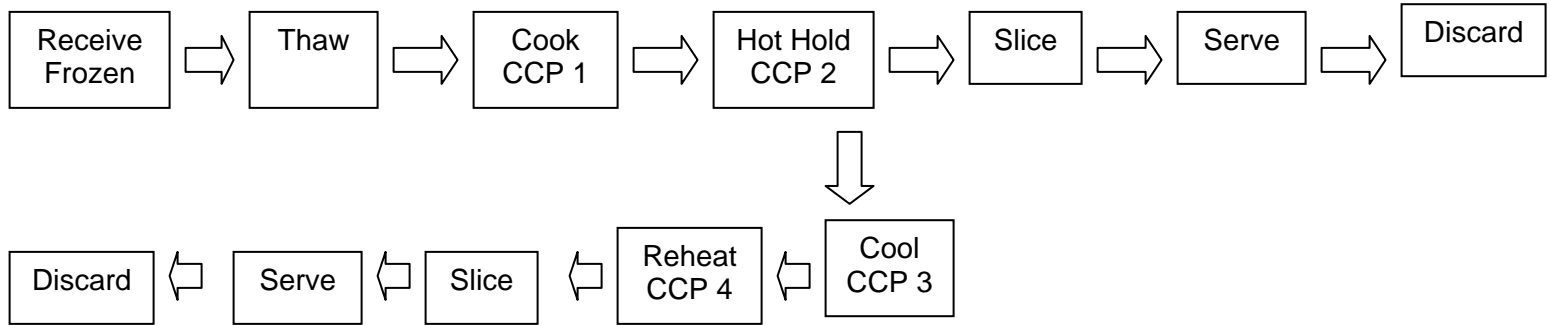 Receive
Frozen
Thaw
Cook
CCP 1
Hot Hold
CCP 2
Slice
Serve
Discard
Cool
CCP 3
Reheat
CCP 4
Slice
Serve
Discard